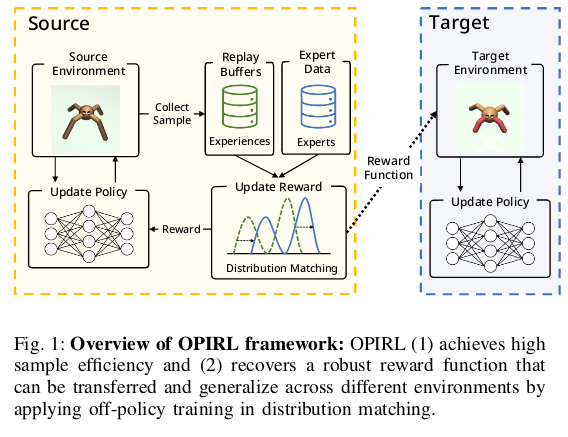 Source
Target
Source
Environment
Replay
Buffers
Expert
Data
Target
Environment
Collect
Sample
Experiences
Experts
Reward
Function
Update Policy
Update Reward
Update Policy
Reward
Distribution Matching
Fig. 1: Overview of OPIRL framework: OPIRL (1) achieves high
sample efficiency and (2) recovers a robust reward function that
can be transferred and generalize across different environments by
applying off-policy training in distribution matching.